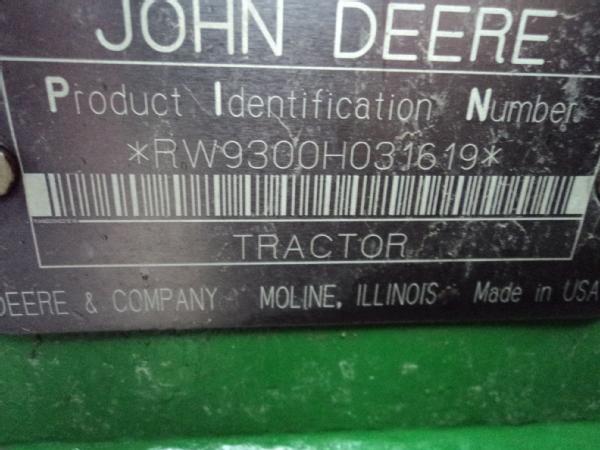 JOHN DEERE
Product Identification Number
*RW9300H031619*
TRACTOR
DEERE & COMPANY MOLINE, ILLINOIS Made in USA